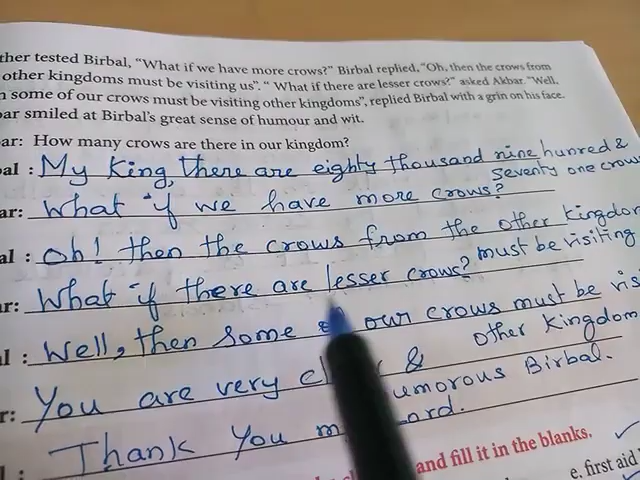 ther tested Birbal, "What if we have more crows?" Birbal replied, "Oh, then the crows from
other kingdoms must be visiting us". " What if there are lesser crows?" asked Akbar. "Well,
n some of our crows must be visiting other kingdoms", replied Birbal with a grin on his face.
bar smiled at Birbal's great sense of humour and wit.
ar: How many crows are there in our kingdom?
al : My King, there are eighty thousand nine hunred &
seventy one crows
ar: What if we have more crows?
al : Oh! then the crows from the other kingdom
must be visiting
ar: What if there are lesser crows?
l : Well, then some our crows must be vis
other kingdom
r: You are very & umorous Birbal.
l: Thank you ord.
and fill it in the blanks.
e. first aid